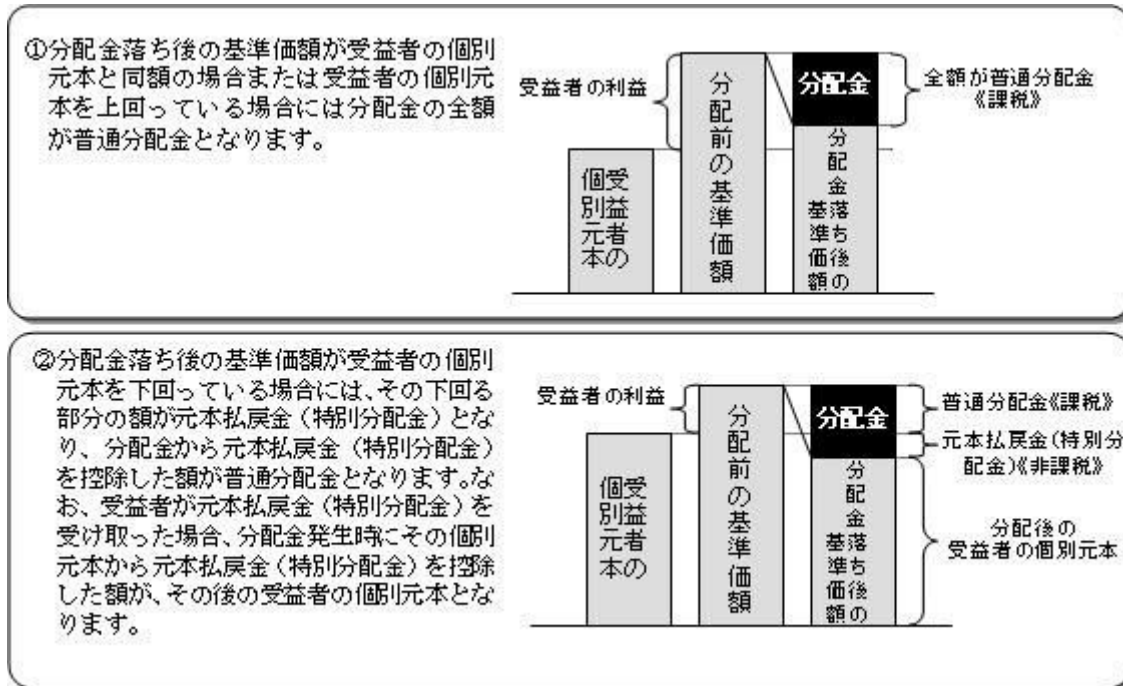 ①分配金落ち後の基準価額が受益者の個別
元本と同額の場合または受益者の個別元
本を上回っている場合には分配金の全額
が普通分配金となります。
受益者の利益
受益者の
個別元本
分配前の基準価額
分配金
分配金落ち後の
基準価額
全額が普通分配金
《課税》
②分配金落ち後の基準価額が受益者の個別
元本を下回っている場合には、その下回る
部分の額が元本払戻金（特別分配金）とな
り、分配金から元本払戻金（特別分配金）
を控除した額が普通分配金となります。な
お、受益者が元本払戻金（特別分配金）を
受け取った場合、分配金発生時にその個別
元本から元本払戻金（特別分配金）を控除
した額が、その後の受益者の個別元本とな
ります。
受益者の利益
受益者の
個別元本
分配前の基準価額
分配金
分配金落ち後の
基準価額
普通分配金《課税》
元本払戻金（特別分
配金）《非課税》
分配後の
受益者の個別元本